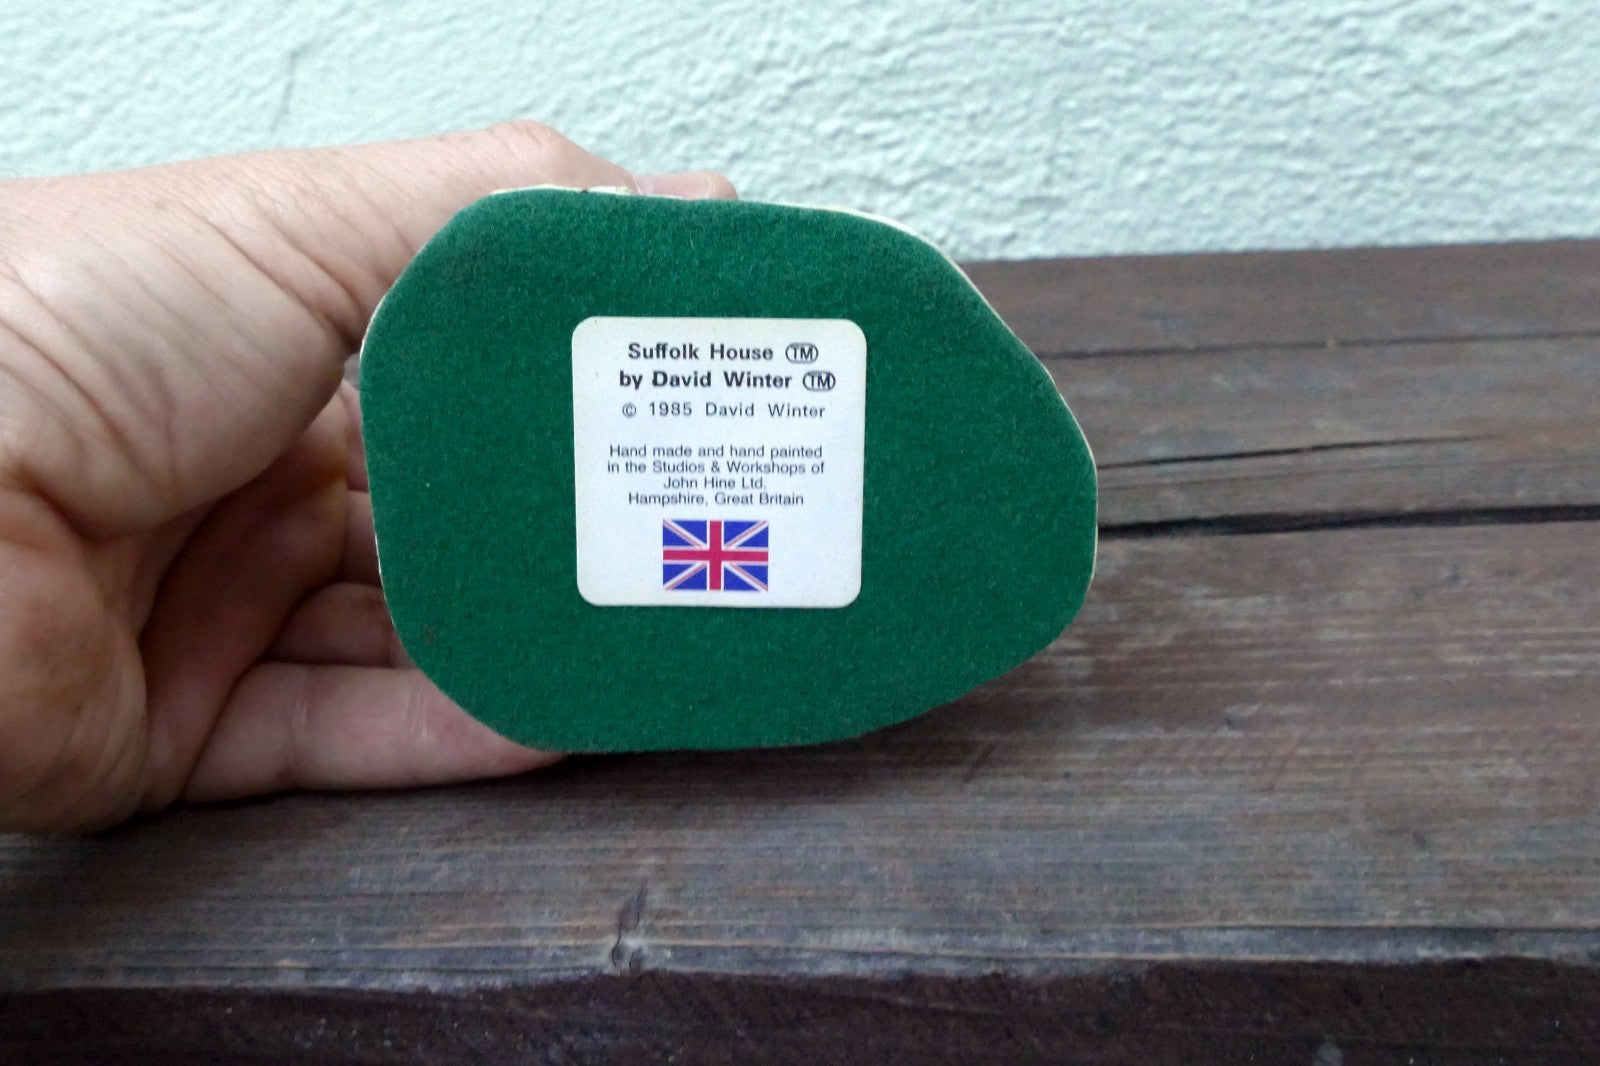 Suffolk House ™
by David Winter ™
© 1985 David Winter
Hand made and hand painted
in the Studios & Workshops of
John Hine Ltd.
Hampshire, Great Britain